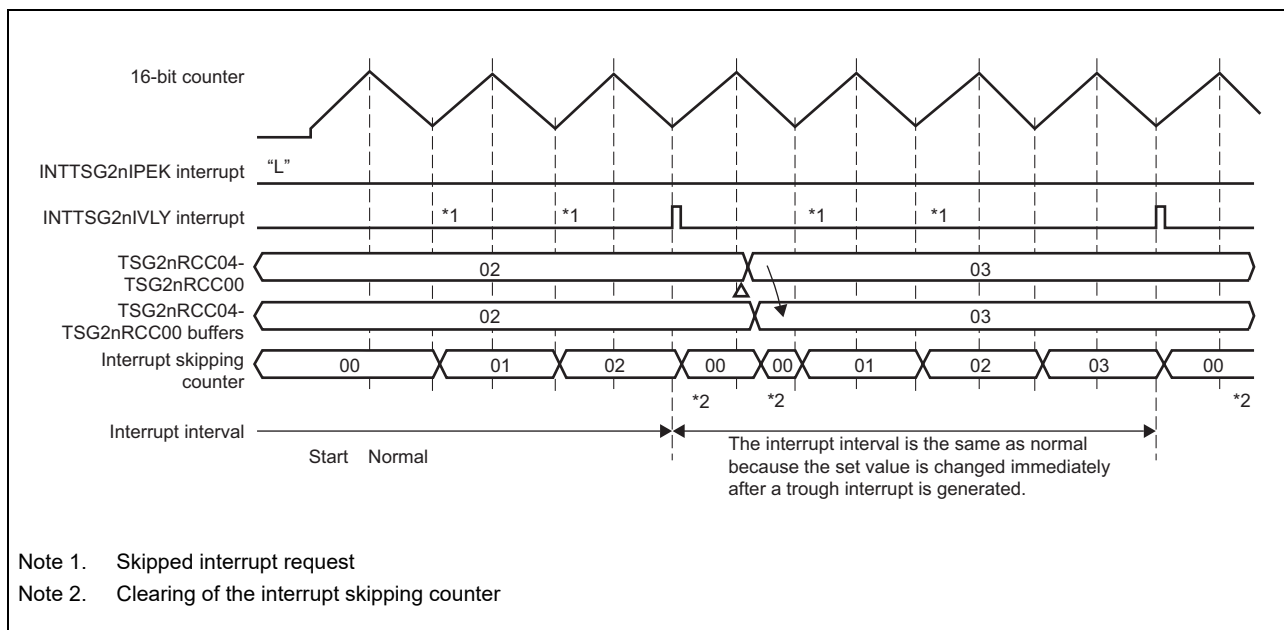 16-bit counter
INTTSG2nIPEK interrupt
“L”
INTTSG2nIVLY interrupt
*1
*1
*1
*1
TSG2nRCC04-
TSG2nRCC00
02
03
TSG2nRCC04-
TSG2nRCC00 buffers
02
03
Interrupt skipping
counter
00
01
02
00
00
01
02
03
00
*2
*2
*2
Interrupt interval
Start Normal
The interrupt interval is the same as normal
because the set value is changed immediately
after a trough interrupt is generated.
Note 1. Skipped interrupt request
Note 2. Clearing of the interrupt skipping counter